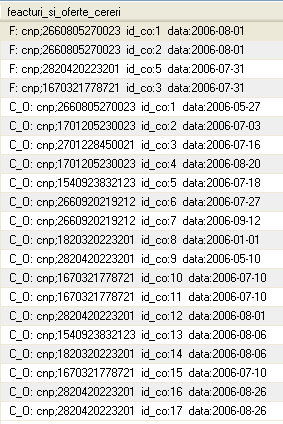 feacturi_si_oferte_cereri
F: cnp;2660805270023 id_co:1 data:2006-08-01
F: cnp;2660805270023 id_co:2 data:2006-08-01
F: cnp;2820420223201 id_co:5 data:2006-07-31
F: cnp;1670321778721 id_co:3 data:2006-07-31
C_O: cnp;2660805270023 id_co:1 data:2006-05-27
C_O: cnp;1701205230023 id_co:2 data:2006-07-03
C_O: cnp;2701228450021 id_co:3 data:2006-07-16
C_O: cnp;1701205230023 id_co:4 data:2006-08-20
C_O: cnp;1540923832123 id_co:5 data:2006-07-18
C_O: cnp;2660920219212 id_co:6 data:2006-07-27
C_O: cnp;2660920219212 id_co:7 data:2006-09-12
C_O: cnp;1820320223201 id_co:8 data:2006-01-01
C_O: cnp;2820420223201 id_co:9 data:2006-05-10
C_O: cnp;1670321778721 id_co:10 data:2006-07-10
C_O: cnp;1670321778721 id_co:11 data:2006-07-10
C_O: cnp;2820420223201 id_co:12 data:2006-08-01
C_O: cnp;1540923832123 id_co:13 data:2006-08-06
C_O: cnp;1820320223201 id_co:14 data:2006-08-06
C_O: cnp;1670321778721 id_co:15 data:2006-07-10
C_O: cnp;2820420223201 id_co:16 data:2006-08-26
C_O: cnp;2820420223201 id_co:17 data:2006-08-26